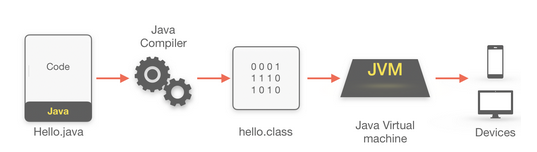 Code
Java
Hello.java
Java
Compiler
0 0 0 1
1 1 1 0
1 0 1 0
hello.class
JVM
Java Virtual
machine
Devices